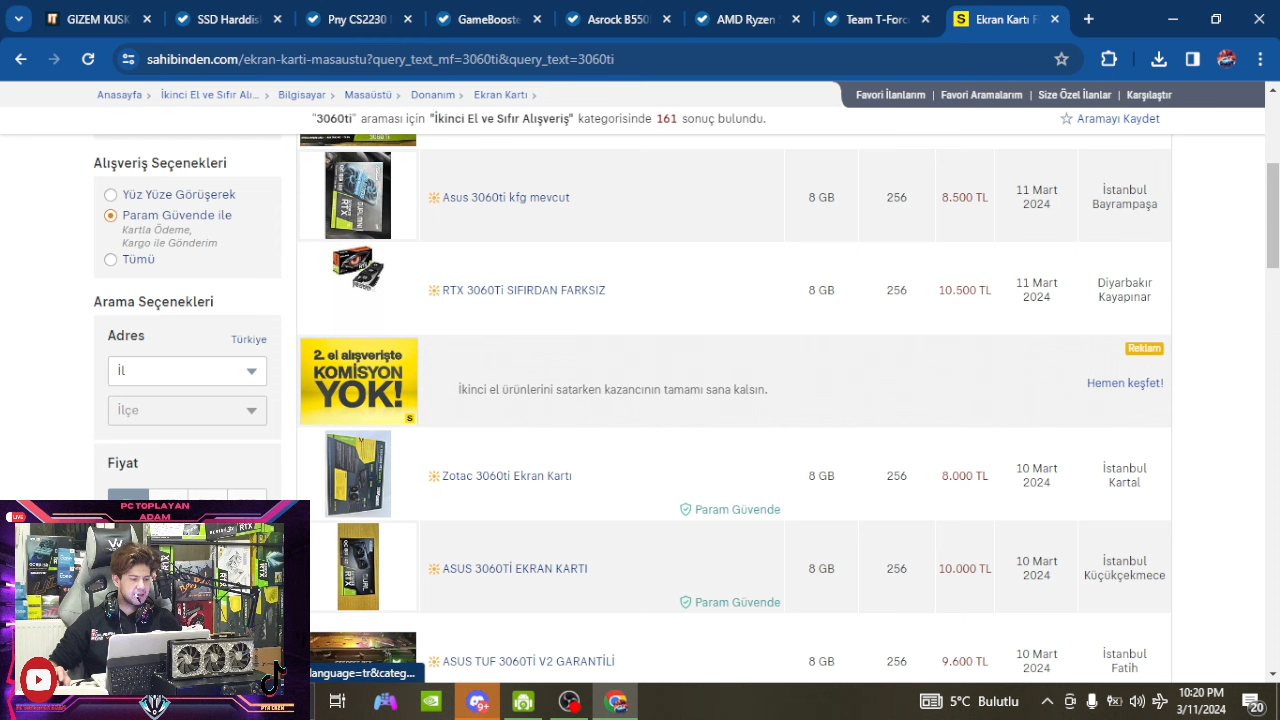 GIZEM KUSK
SSD Harddis
Pny CS2230
GameBooste
Asrock B550
AMD Ryzen
Team T-Forc
Ekran Kartı F
sahibinden.com/ekran-karti-masaustu?query_text_mf=3060ti&query_text=3060ti
Anasayfa > İkinci El ve Sıfır Alı... > Bilgisayar > Masaüstü > Donanım > Ekran Kartı >
Favori İlanlarım | Favori Aramalarım | Size Özel İlanlar | Karşılaştır
"3060ti" araması için "İkinci El ve Sıfır Alışveriş" kategorisinde 161 sonuç bulundu.
Aramayı Kaydet
Alışveriş Seçenekleri
Yüz Yüze Görüşerek
Param Güvende ile
Kartla Ödeme,
Kargo ile Gönderim
Tümü
Arama Seçenekleri
Adres
Türkiye
İl
İlçe
Fiyat
Asus 3060ti kfg mevcut
8 GB
256
8.500 TL
11 Mart
2024
İstanbul
Bayrampaşa
RTX 3060Ti SIFIRDAN FARKSIZ
8 GB
256
10.500 TL
11 Mart
2024
Diyarbakır
Kayapınar
2. el alışverişte
KOMİSYON
YOK!
S
İkinci el ürünlerini satarken kazancının tamamı sana kalsın.
Reklam
Hemen keşfet!
Zotac 3060ti Ekran Kartı
Param Güvende
8 GB
256
8.000 TL
10 Mart
2024
İstanbul
Kartal
ASUS 3060Tİ EKRAN KARTI
Param Güvende
8 GB
256
10.000 TL
10 Mart
2024
İstanbul
Küçükçekmece
ASUS TUF 3060Tİ V2 GARANTİLİ
8 GB
256
9.600 TL
10 Mart
2024
İstanbul
Fatih
language=tr&categ...
LIVE
PC TOPLAYAN
ADAM
5°C Bulutlu
10:20 PM
3/11/2024
20